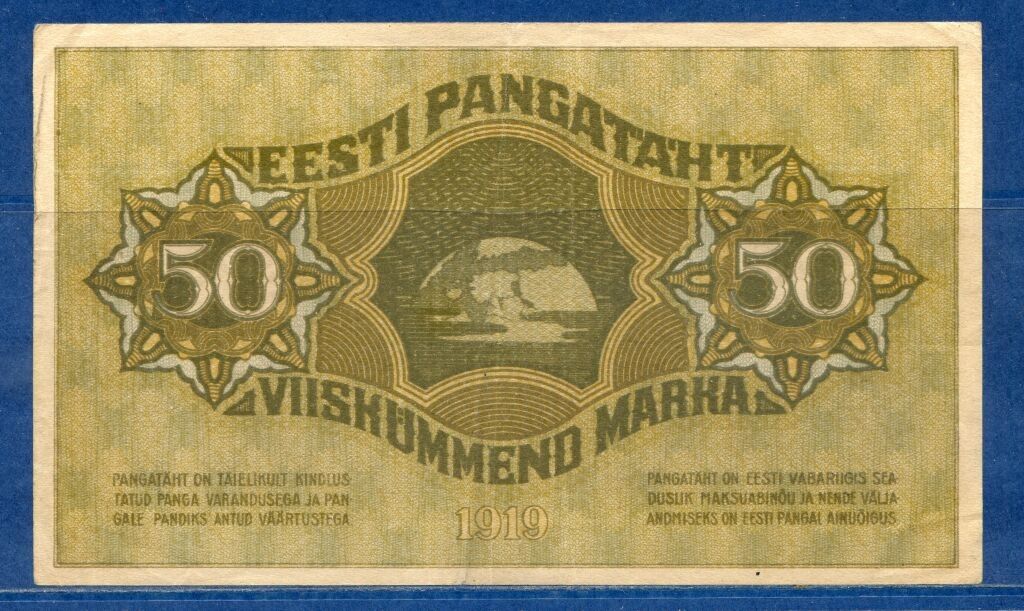 EESTI PANGATÄHT
50
50
VIISKÜMMEND MARKA
PANGATÄHT ON TÄIELIKULT KINDLUS
TATUD PANGA VARANDUSEGA JA PAN-
GALE PANDIKS ANTUD VÄÄRTUSTEGA
PANGATÄHT ON EESTI VABARIIGIS SEA
DUSLIK MAKSUABINÕU JA NENDE VÄLJA
ANDMISEKS ON EESTI PANGAL AINUÕIGUS
1919